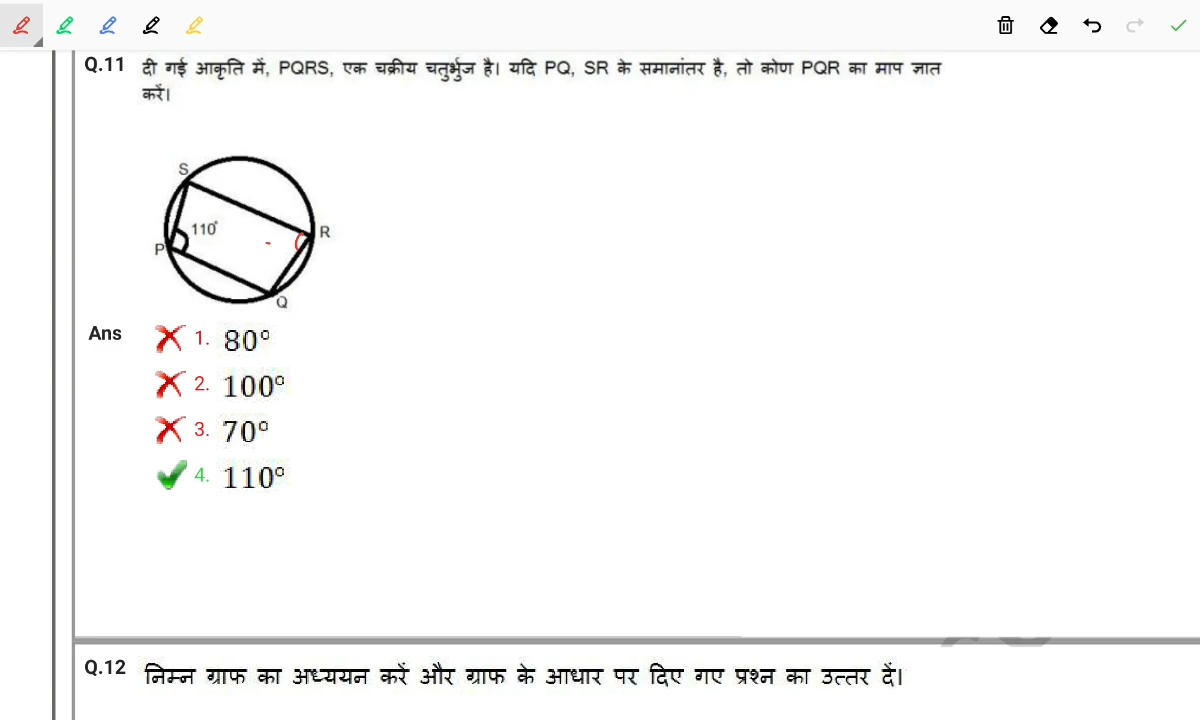 Q.11 दी गई आकृति में, PQRS, एक चक्रीय चतुर्भुज है। यदि PQ, SR के समानांतर है, तो कोण PQR का माप ज्ञात
करें।
S
110°
R
P
Q
Ans
1. 80°
2. 100°
3. 70°
4. 110°
Q.12 निम्न ग्राफ का अध्ययन करें और ग्राफ के आधार पर दिए गए प्रश्न का उत्तर दें।